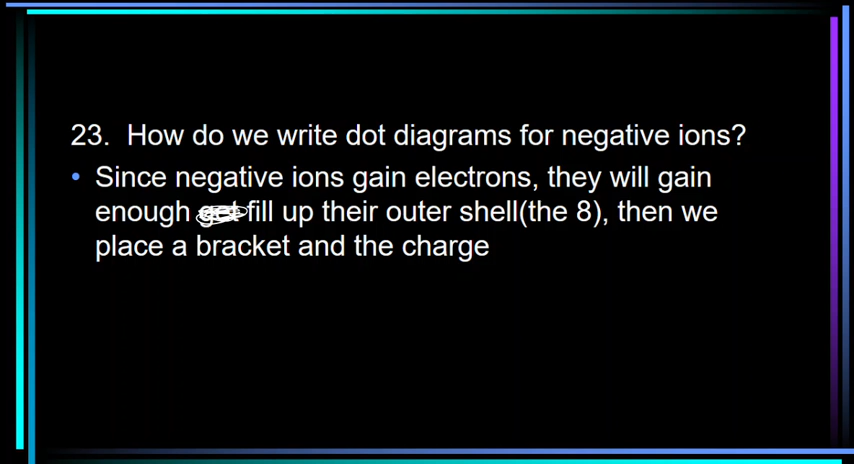 23. How do we write dot diagrams for negative ions?
• Since negative ions gain electrons, they will gain
enough get fill up their outer shell(the 8), then we
place a bracket and the charge